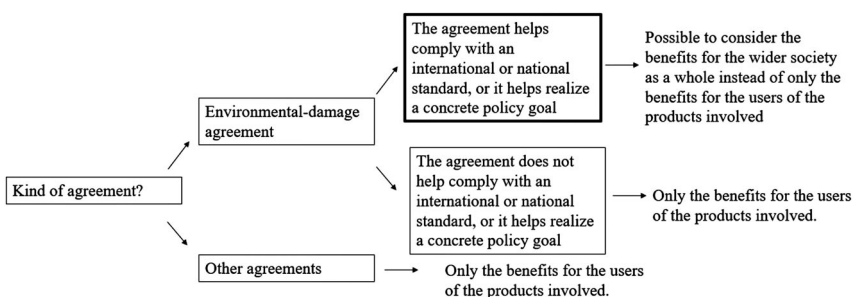 The agreement helps
comply with an
international or national
standard, or it helps realize
a concrete policy goal
Possible to consider the
benefits for the wider society
as a whole instead of only the
benefits for the users of the
products involved
Environmental-damage
agreement
Kind of agreement?
The agreement does not
help comply with an
international or national
standard, or it helps realize
a concrete policy goal
Only the benefits for the users
of the products involved.
Other agreements
Only the benefits for the users
of the products involved.